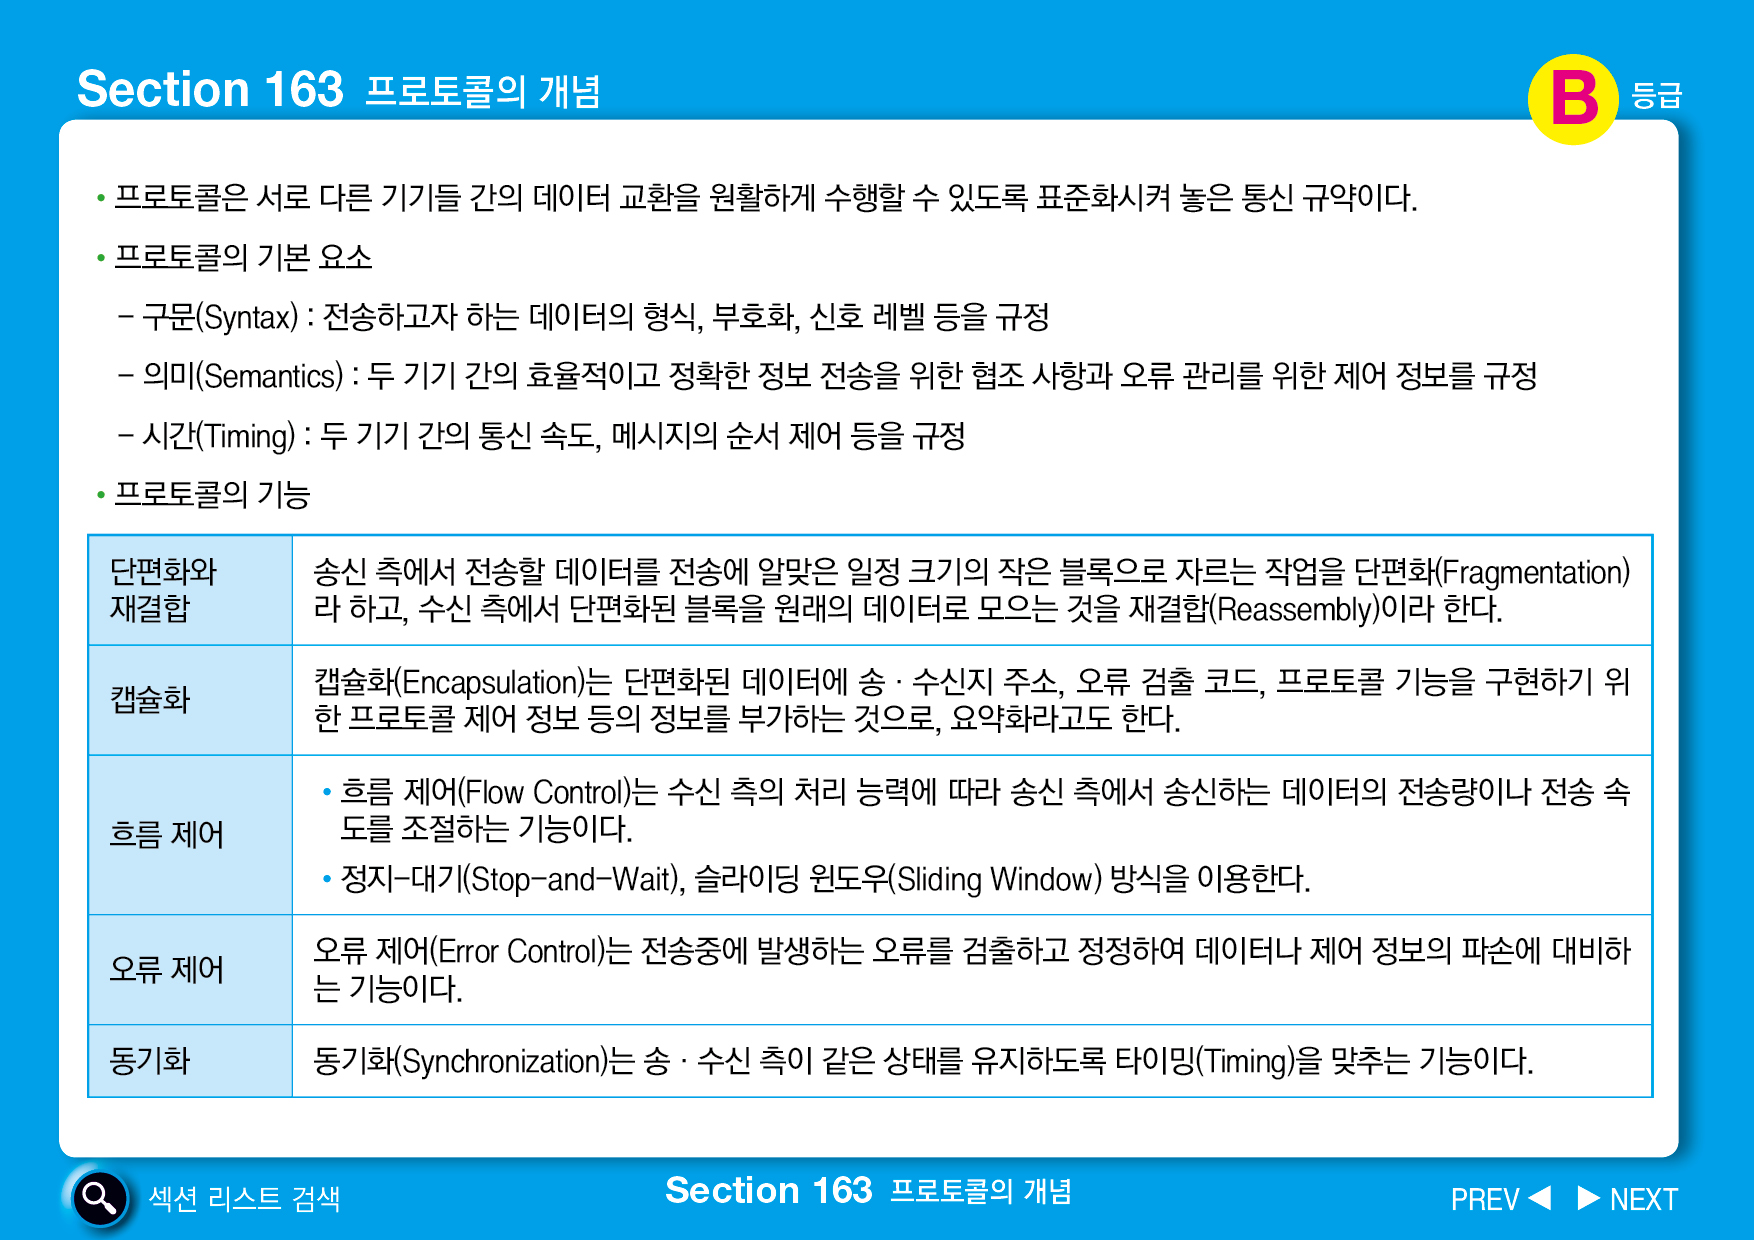 Section 163 프로토콜의 개념
B 등급
• 프로토콜은 서로 다른 기기들 간의 데이터 교환을 원활하게 수행할 수 있도록 표준화시켜 놓은 통신 규약이다.
• 프로토콜의 기본 요소
– 구문(Syntax) : 전송하고자 하는 데이터의 형식, 부호화, 신호 레벨 등을 규정
– 의미(Semantics) : 두 기기 간의 효율적이고 정확한 정보 전송을 위한 협조 사항과 오류 관리를 위한 제어 정보를 규정
– 시간(Timing) : 두 기기 간의 통신 속도, 메시지의 순서 제어 등을 규정
• 프로토콜의 기능
단편화와
재결합
송신 측에서 전송할 데이터를 전송에 알맞은 일정 크기의 작은 블록으로 자르는 작업을 단편화(Fragmentation)
라 하고, 수신 측에서 단편화된 블록을 원래의 데이터로 모으는 것을 재결합(Reassembly)이라 한다.
캡슐화
캡슐화(Encapsulation)는 단편화된 데이터에 송 · 수신지 주소, 오류 검출 코드, 프로토콜 기능을 구현하기 위
한 프로토콜 제어 정보 등의 정보를 부가하는 것으로, 요약화라고도 한다.
흐름 제어
• 흐름 제어(Flow Control)는 수신 측의 처리 능력에 따라 송신 측에서 송신하는 데이터의 전송량이나 전송 속
도를 조절하는 기능이다.
• 정지–대기(Stop–and–Wait), 슬라이딩 윈도우(Sliding Window) 방식을 이용한다.
오류 제어
오류 제어(Error Control)는 전송중에 발생하는 오류를 검출하고 정정하여 데이터나 제어 정보의 파손에 대비하
는 기능이다.
동기화
동기화(Synchronization)는 송 · 수신 측이 같은 상태를 유지하도록 타이밍(Timing)을 맞추는 기능이다.
섹션 리스트 검색
Section 163 프로토콜의 개념
PREV ◀ ▶ NEXT